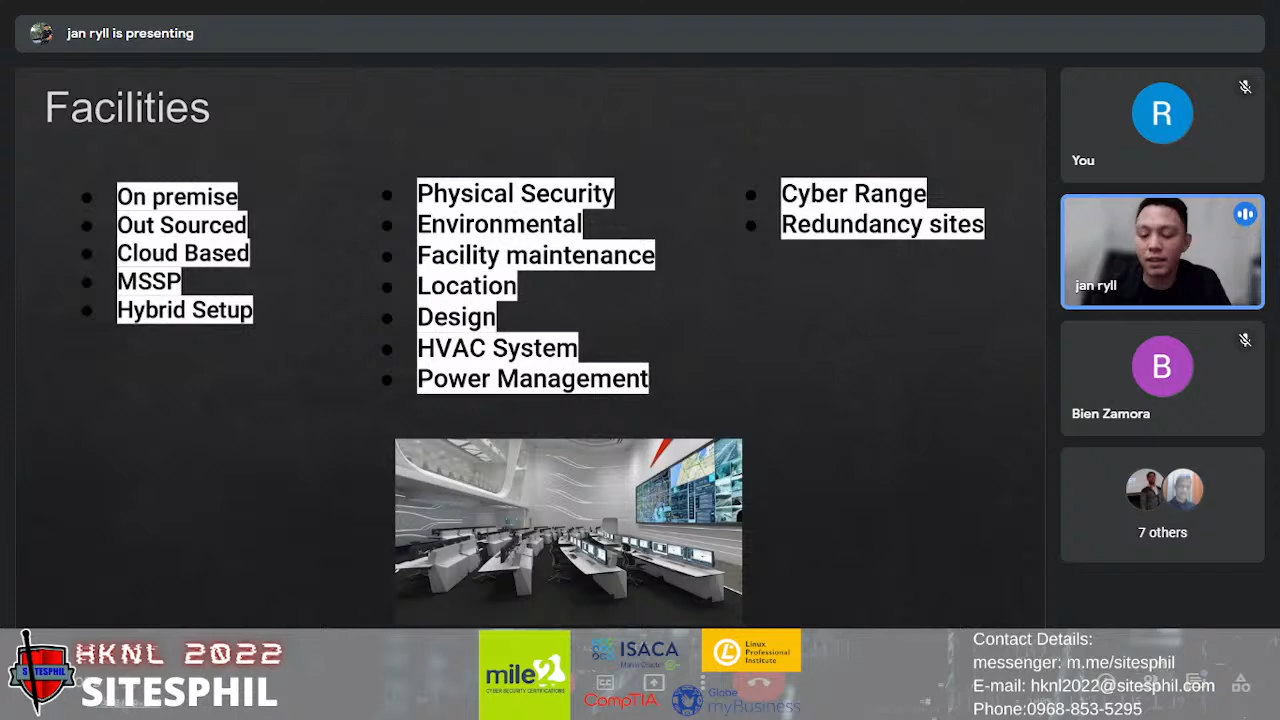 jan ryll is presenting
Facilities
On premise
Out Sourced
Cloud Based
MSSP
Hybrid Setup
Physical Security
Environmental
Facility maintenance
Location
Design
HVAC System
Power Management
Cyber Range
Redundancy sites
R
You
jan ryll
B
Bien Zamora
7 others
HKNL 2022
SITESPHIL
SITESPHIL
mile2
CYBER SECURITY CERTIFICATIONS
ISACA
Manila Chapter
CompTIA
Linux
Professional
Institute
Globe
myBusiness
Contact Details:
messenger: m.me/sitesphil
E-mail: hknl2022@sitesphil.com
Phone:0968-853-5295